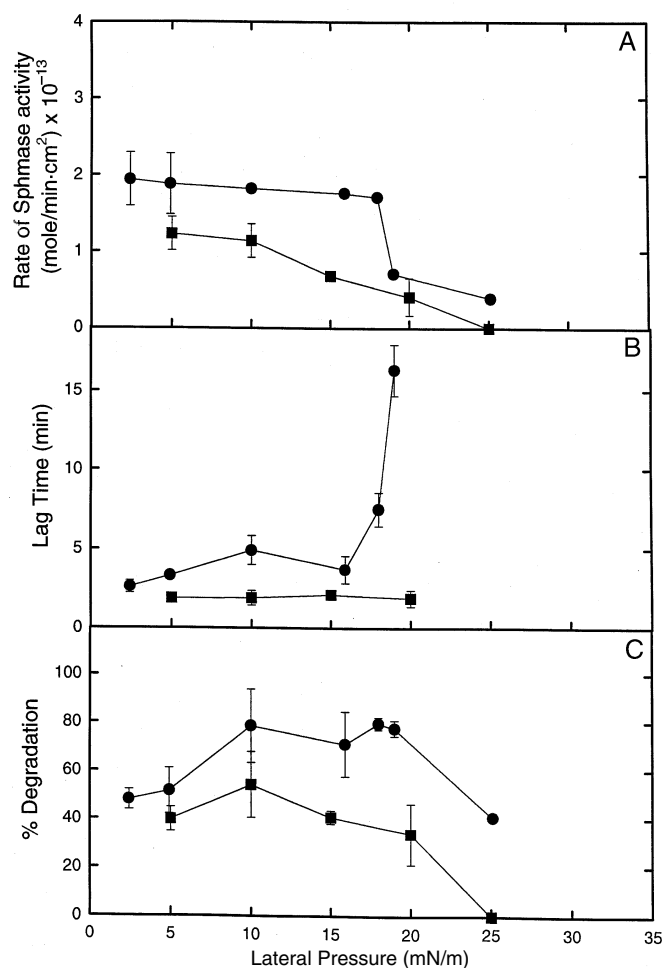 A
4
3
2
1
0
Rate of Sphmase activity
(mole/min·cm²) x 10⁻¹³
B
15
10
5
0
Lag Time (min)
C
100
80
60
40
20
0
% Degradation
0 5 10 15 20 25 30 35
Lateral Pressure (mN/m)